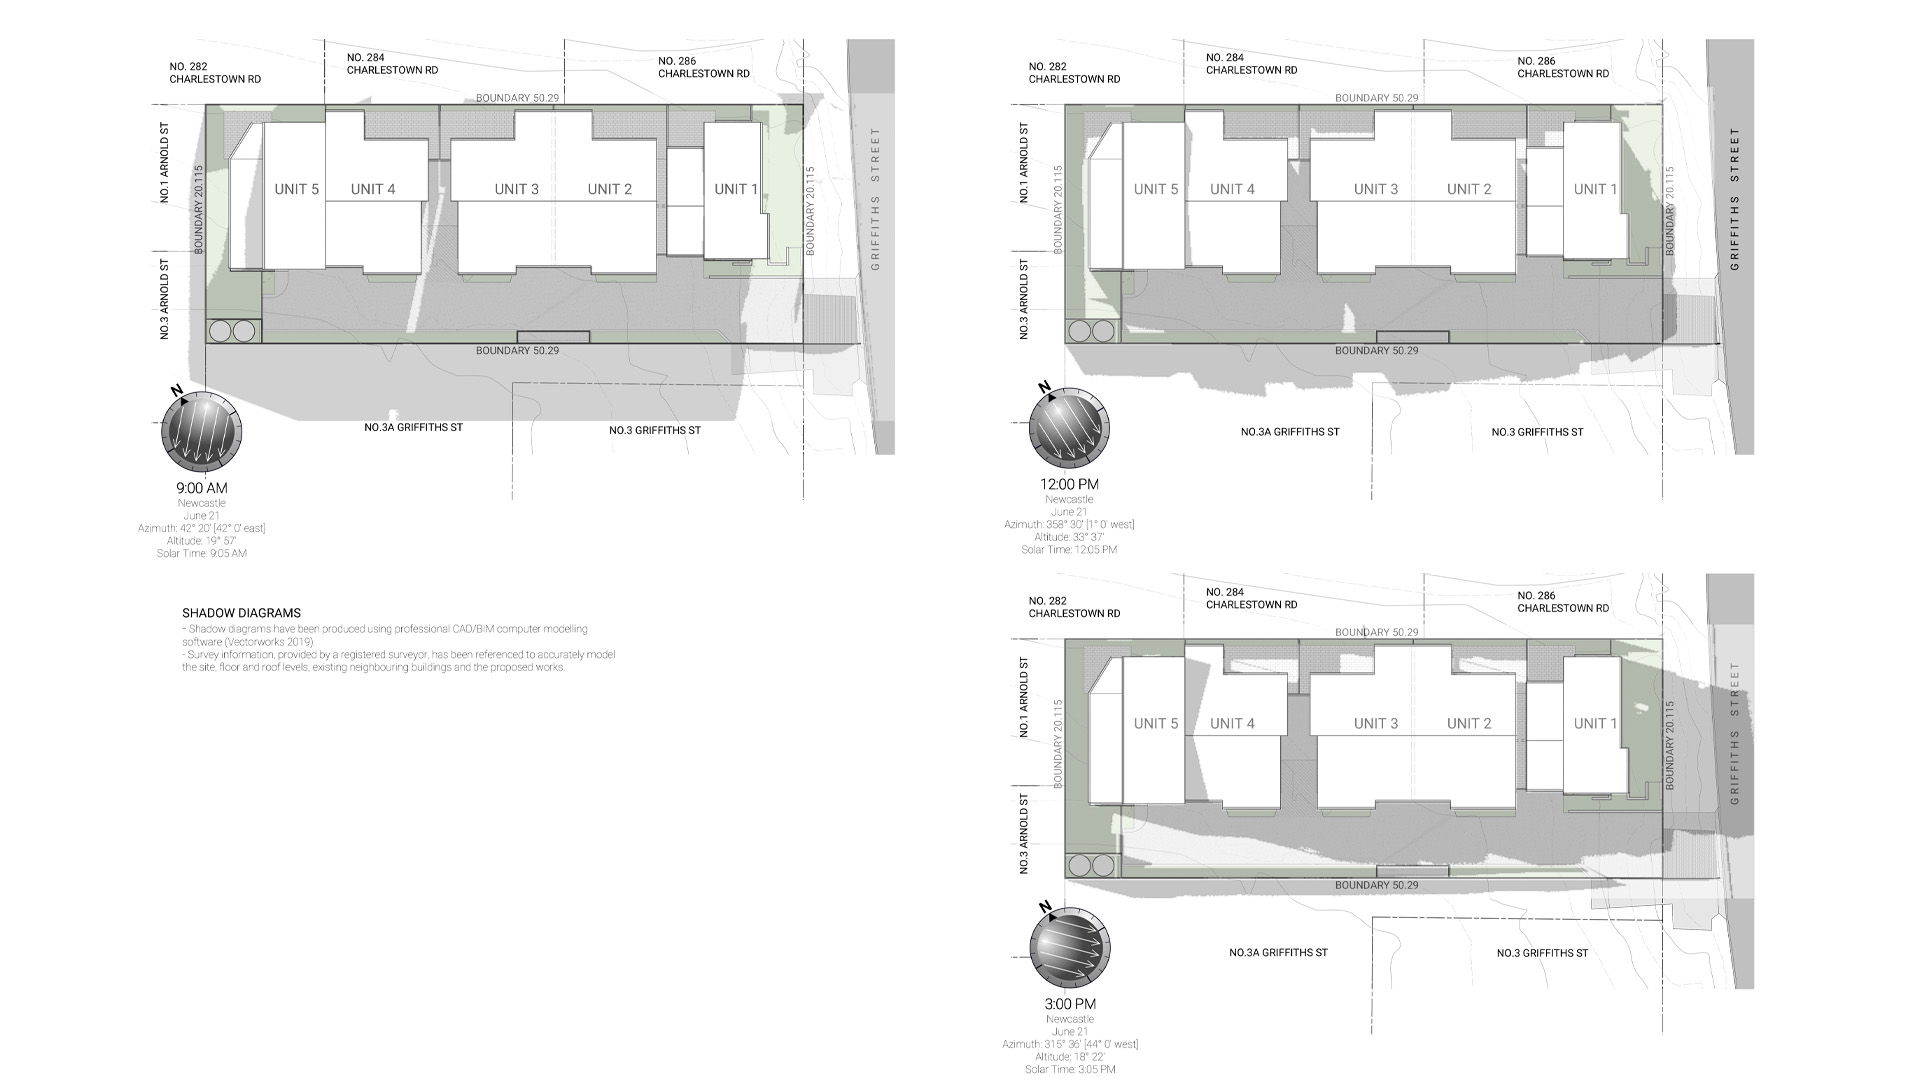 NO. 282
CHARLESTOWN RD
NO. 284
CHARLESTOWN RD
NO. 286
CHARLESTOWN RD
BOUNDARY 50.29
NO.1 ARNOLD ST
NO.3 ARNOLD ST
BOUNDARY 20.115
UNIT 5
UNIT 4
UNIT 3
UNIT 2
UNIT 1
BOUNDARY 20.115
GRIFFITHS STREET
BOUNDARY 50.29
NO.3A GRIFFITHS ST
NO.3 GRIFFITHS ST
N
9:00 AM
Newcastle
June 21
Azimuth: 42° 20' [42° 0' east]
Altitude: 19° 57'
Solar Time: 9:05 AM
NO. 282
CHARLESTOWN RD
NO. 284
CHARLESTOWN RD
NO. 286
CHARLESTOWN RD
BOUNDARY 50.29
NO.1 ARNOLD ST
NO.3 ARNOLD ST
BOUNDARY 20.115
UNIT 5
UNIT 4
UNIT 3
UNIT 2
UNIT 1
BOUNDARY 20.115
GRIFFITHS STREET
BOUNDARY 50.29
NO.3A GRIFFITHS ST
NO.3 GRIFFITHS ST
N
12:00 PM
Newcastle
June 21
Azimuth: 358° 30' [1° 0' west]
Altitude: 33° 37'
Solar Time: 12:05 PM
SHADOW DIAGRAMS
- Shadow diagrams have been produced using professional CAD/BIM computer modelling
software (Vectorworks 2019).
- Survey information, provided by a registered surveyor, has been referenced to accurately model
the site, floor and roof levels, existing neighbouring buildings and the proposed works.
NO. 282
CHARLESTOWN RD
NO. 284
CHARLESTOWN RD
NO. 286
CHARLESTOWN RD
BOUNDARY 50.29
NO.1 ARNOLD ST
NO.3 ARNOLD ST
BOUNDARY 20.115
UNIT 5
UNIT 4
UNIT 3
UNIT 2
UNIT 1
BOUNDARY 20.115
GRIFFITHS STREET
BOUNDARY 50.29
NO.3A GRIFFITHS ST
NO.3 GRIFFITHS ST
N
3:00 PM
Newcastle
June 21
Azimuth: 315° 36' [44° 0' west]
Altitude: 18° 22'
Solar Time: 3:05 PM